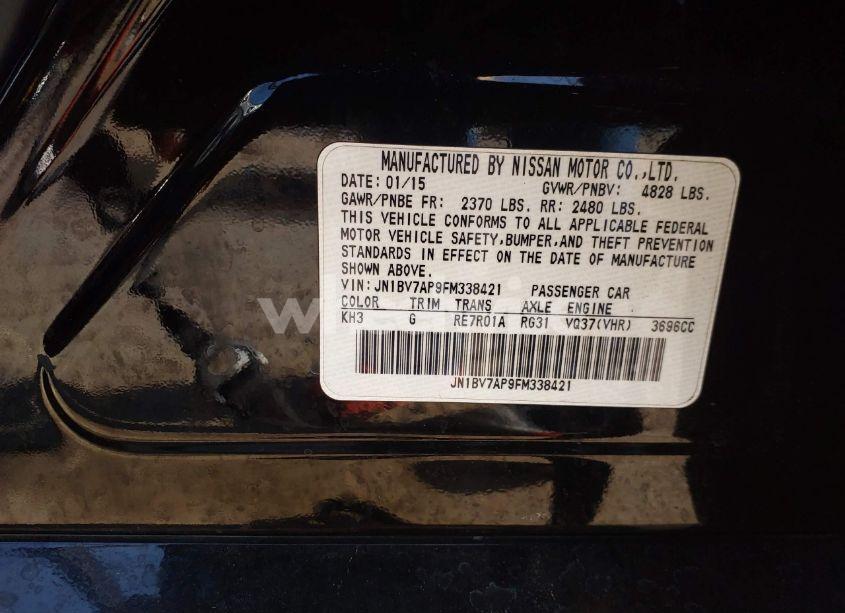 MANUFACTURED BY NISSAN MOTOR CO.,LTD.
DATE: 01/15 GVWR/PNBV: 4828 LBS.
GAWR/PNBE FR: 2370 LBS. RR: 2480 LBS.
THIS VEHICLE CONFORMS TO ALL APPLICABLE FEDERAL
MOTOR VEHICLE SAFETY,BUMPER,AND THEFT PREVENTION
STANDARDS IN EFFECT ON THE DATE OF MANUFACTURE
SHOWN ABOVE.
VIN: JN1BV7AP9FM338421 PASSENGER CAR
COLOR TRIM TRANS AXLE ENGINE
KH3 G RE7R01A RG31 VQ37(VHR) 3696CC
JN1BV7AP9FM338421